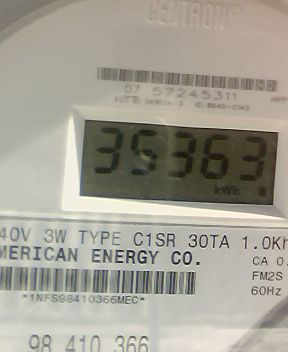 CENTRON®
07 57245311
35363
kWh
40V 3W TYPE C1SR 30TA 1.0Kh
MERICAN ENERGY CO.
CA 0.
FM2S
*1NFS98410366MEC*
60Hz
98 410 366